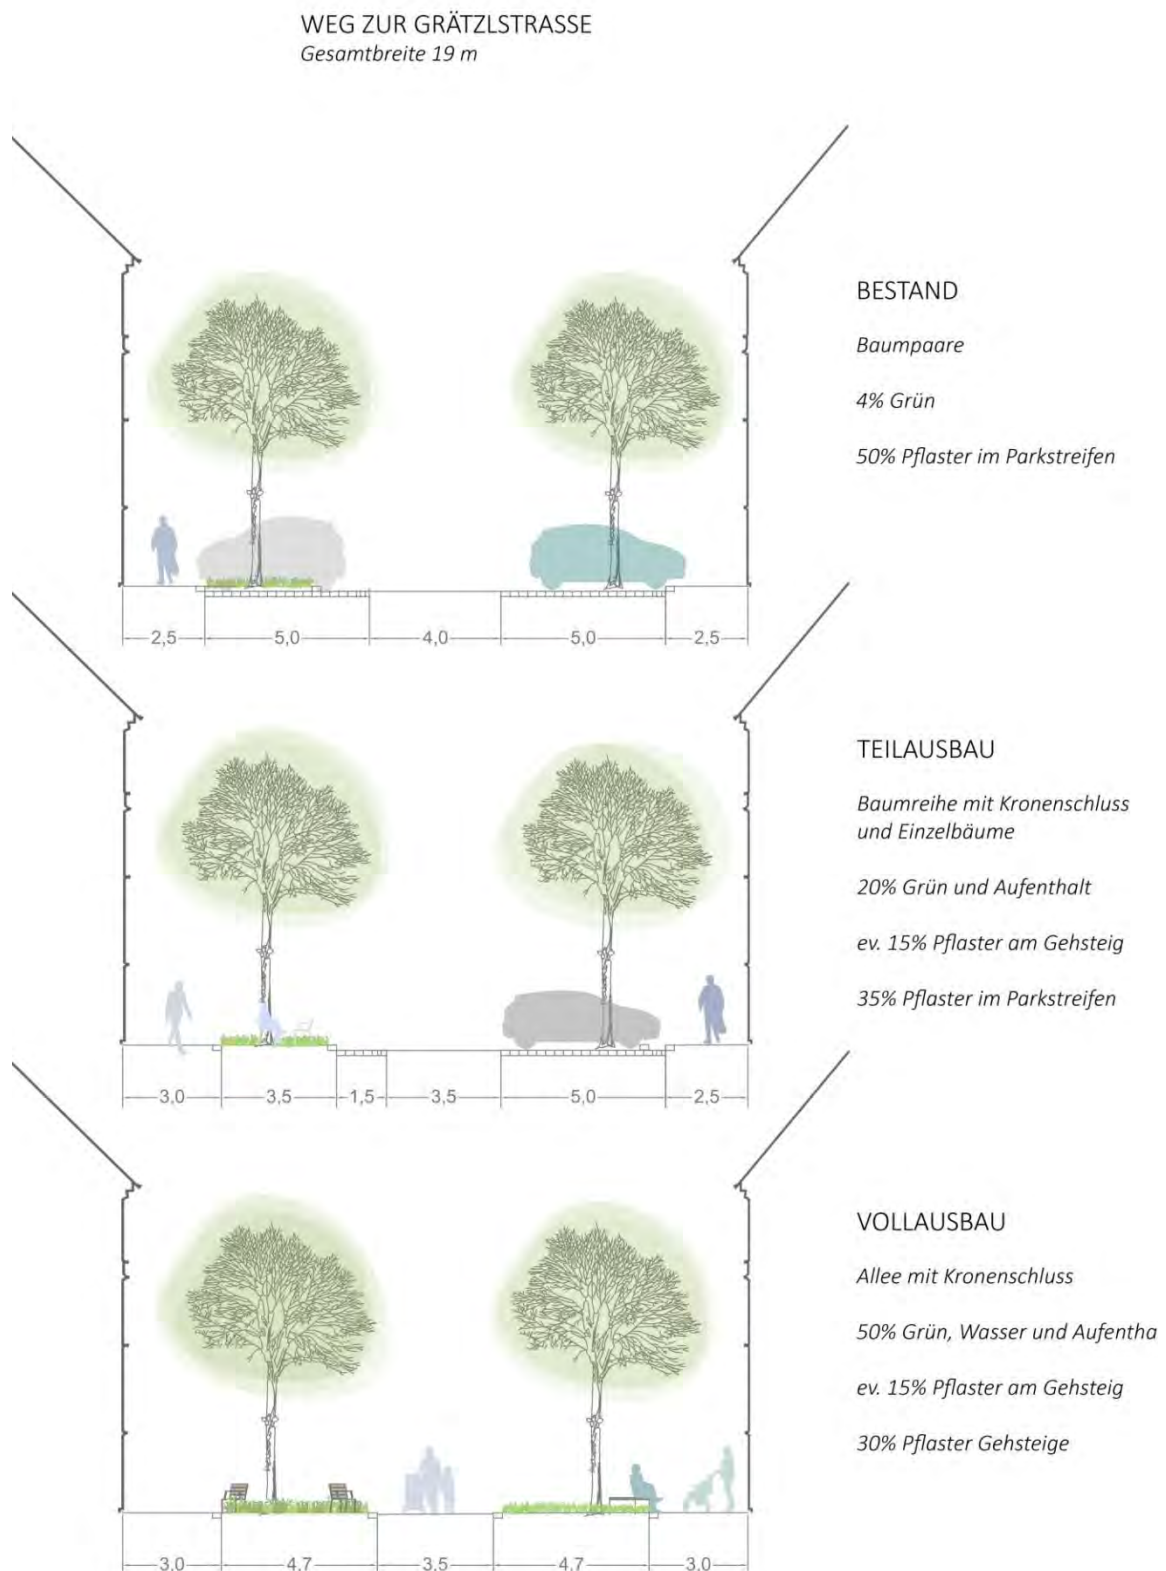 WEG ZUR GRÄTZLSTRASSE
Gesamtbreite 19 m
BESTAND
Baumpaare
4% Grün
50% Pflaster im Parkstreifen
2,5 5,0 4,0 5,0 2,5
TEILAUSBAU
Baumreihe mit Kronenschluss
und Einzelbäume
20% Grün und Aufenthalt
ev. 15% Pflaster am Gehsteig
35% Pflaster im Parkstreifen
3,0 3,5 1,5 3,5 5,0 2,5
VOLLAUSBAU
Allee mit Kronenschluss
50% Grün, Wasser und Aufentha
ev. 15% Pflaster am Gehsteig
30% Pflaster Gehsteige
3.0 4.7 3.5 4.7 3.0